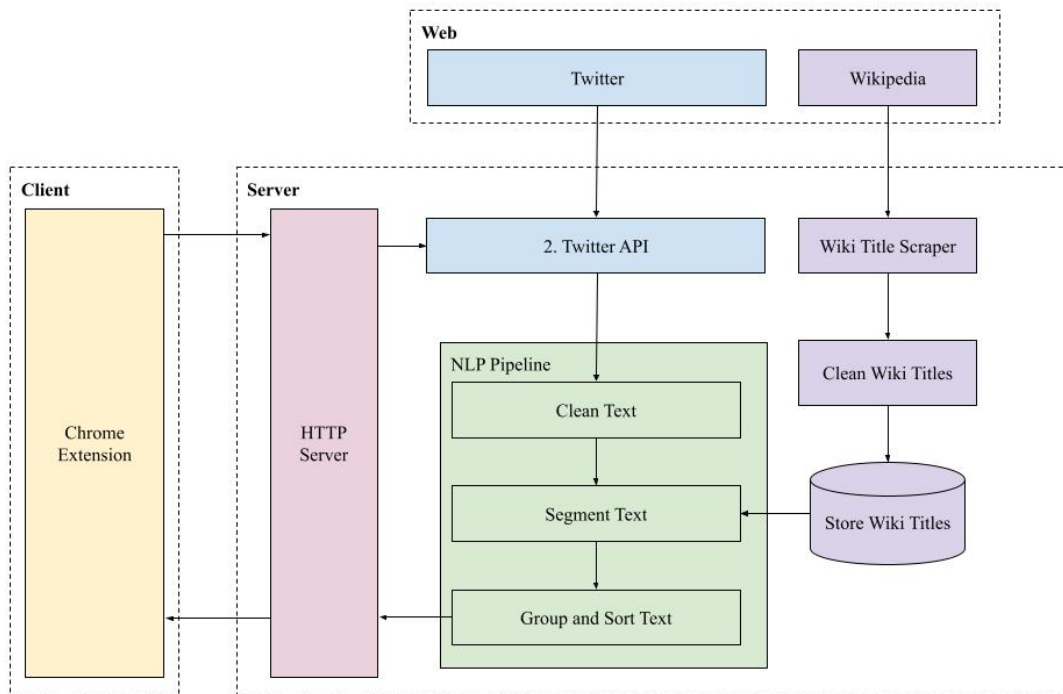 Web
Twitter
Wikipedia
Client
Server
2. Twitter API
Wiki Title Scraper
NLP Pipeline
Clean Text
Clean Wiki Titles
Chrome
Extension
HTTP
Server
Segment Text
Store Wiki Titles
Group and Sort Text